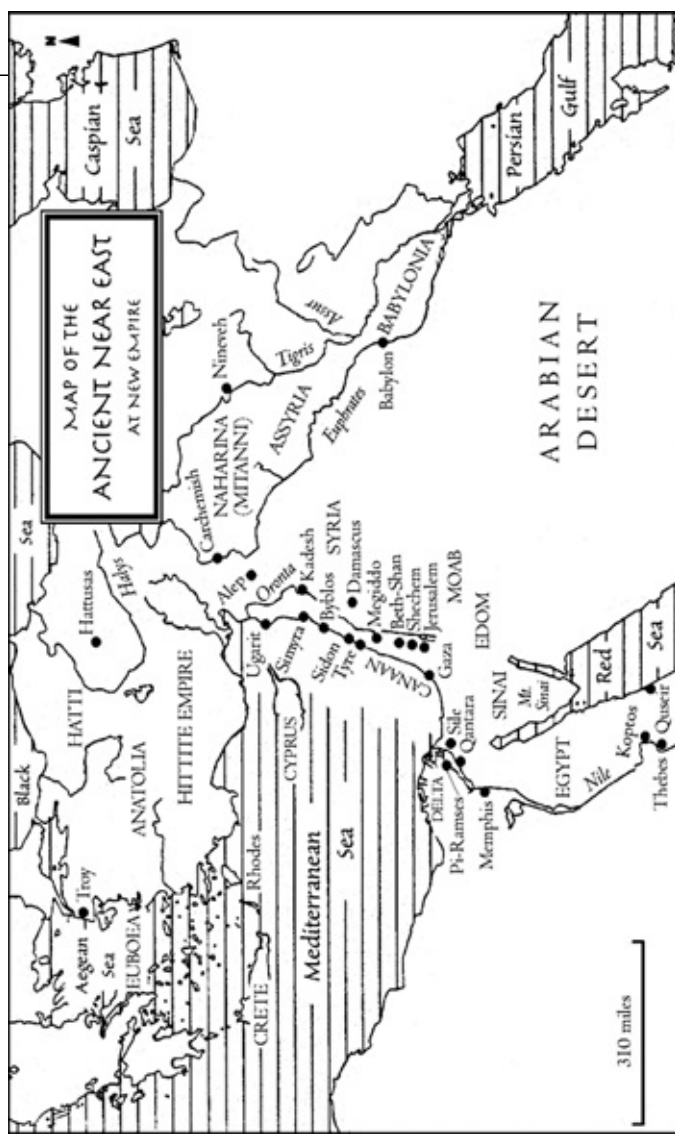 N
MAP OF THE
ANCIENT NEAR EAST
AT NEW EMPIRE
Black
Sea
Caspian
Sea
Troy
Aegean
Sea
EUBOEA
HATTI
Hattusas
Halys
ANATOLIA
HITTITE EMPIRE
Carchemish
NAHARINA
(MITANNI)
Nineveh
Tigris
Assur
ASSYRIA
Euphrates
BABYLONIA
Babylon
Persian
Gulf
Rhodes
CRETE
CYPRUS
Mediterranean
Sea
Ugarit
Alep
Oronta
Simyra
Kadesh
SYRIA
Byblos
Damascus
Sidon
Tyre
Megiddo
Beth-Shan
Shechem
Jerusalem
CANAAN
MOAB
EDOM
Gaza
ARABIAN
DESERT
Sile
Qantara
DELTA
Pi-Ramses
Memphis
SINAI
Mt.
Sinai
EGYPT
Nile
Red
Sea
Koptos
Quseir
Thebes
310 miles